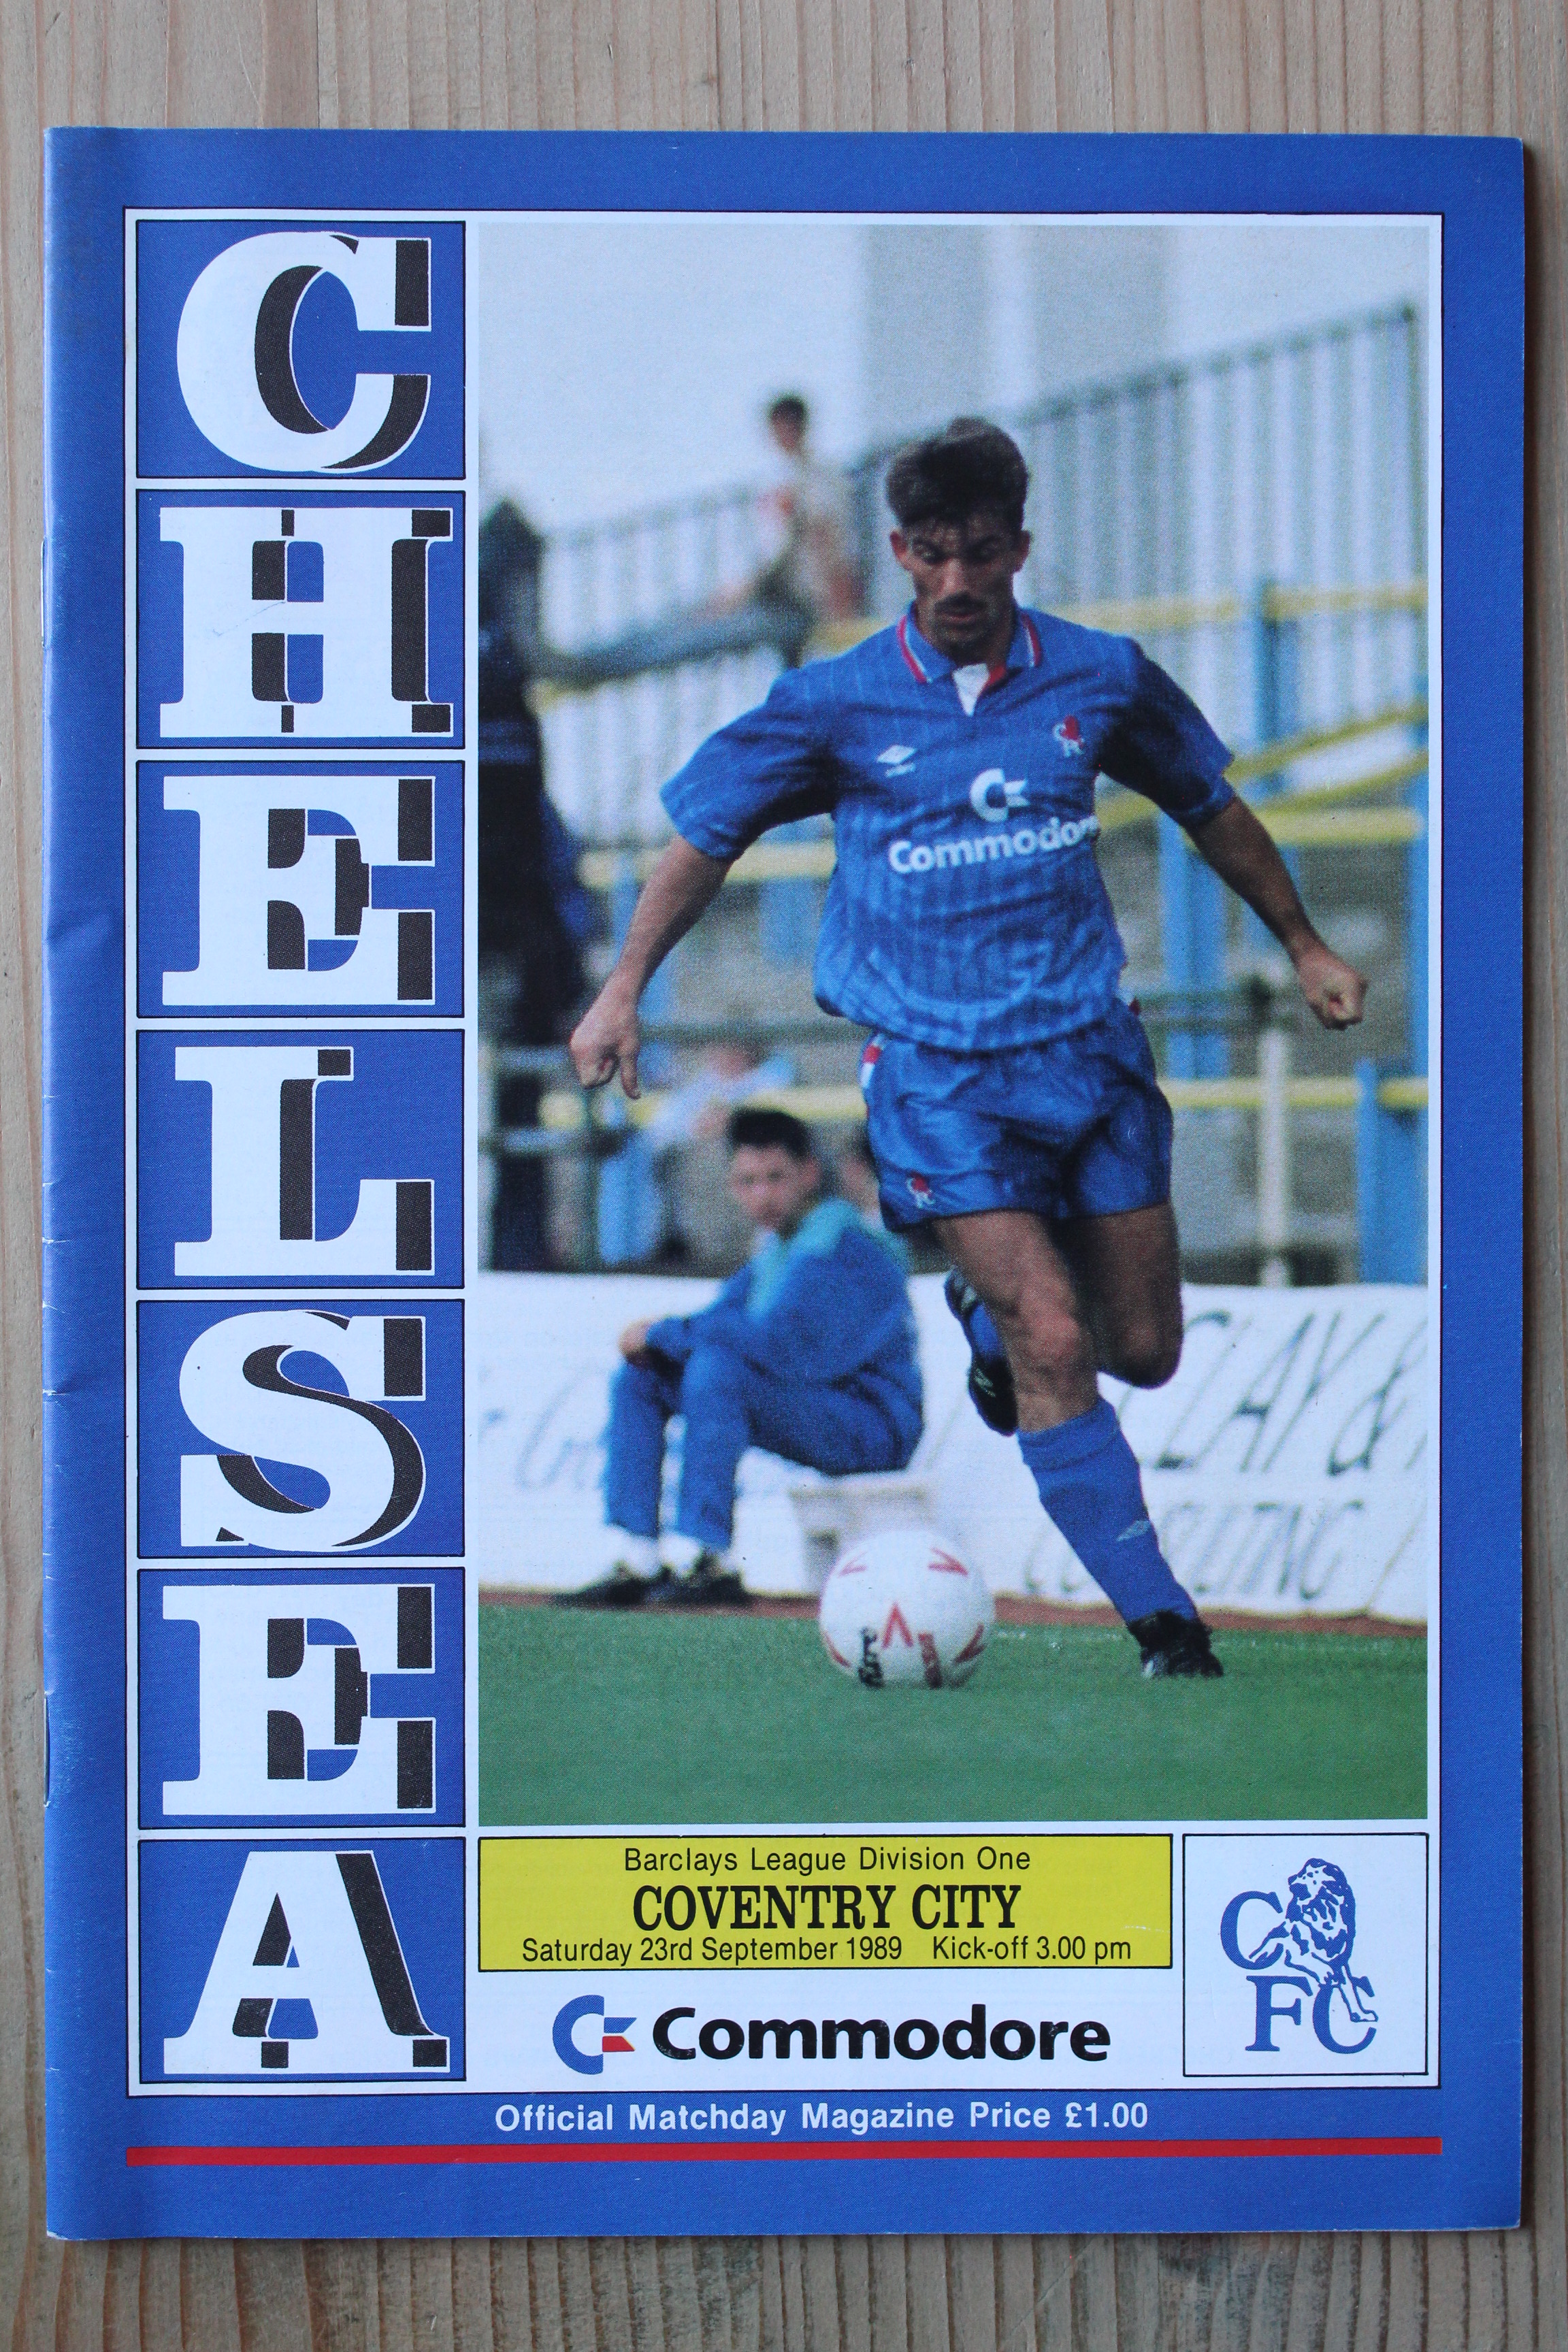 CHELSEA
Commodore
CLAY &
Barclays League Division One
COVENTRY CITY
Saturday 23rd September 1989 Kick-off 3.00 pm
Commodore
CFC
Official Matchday Magazine Price £1.00